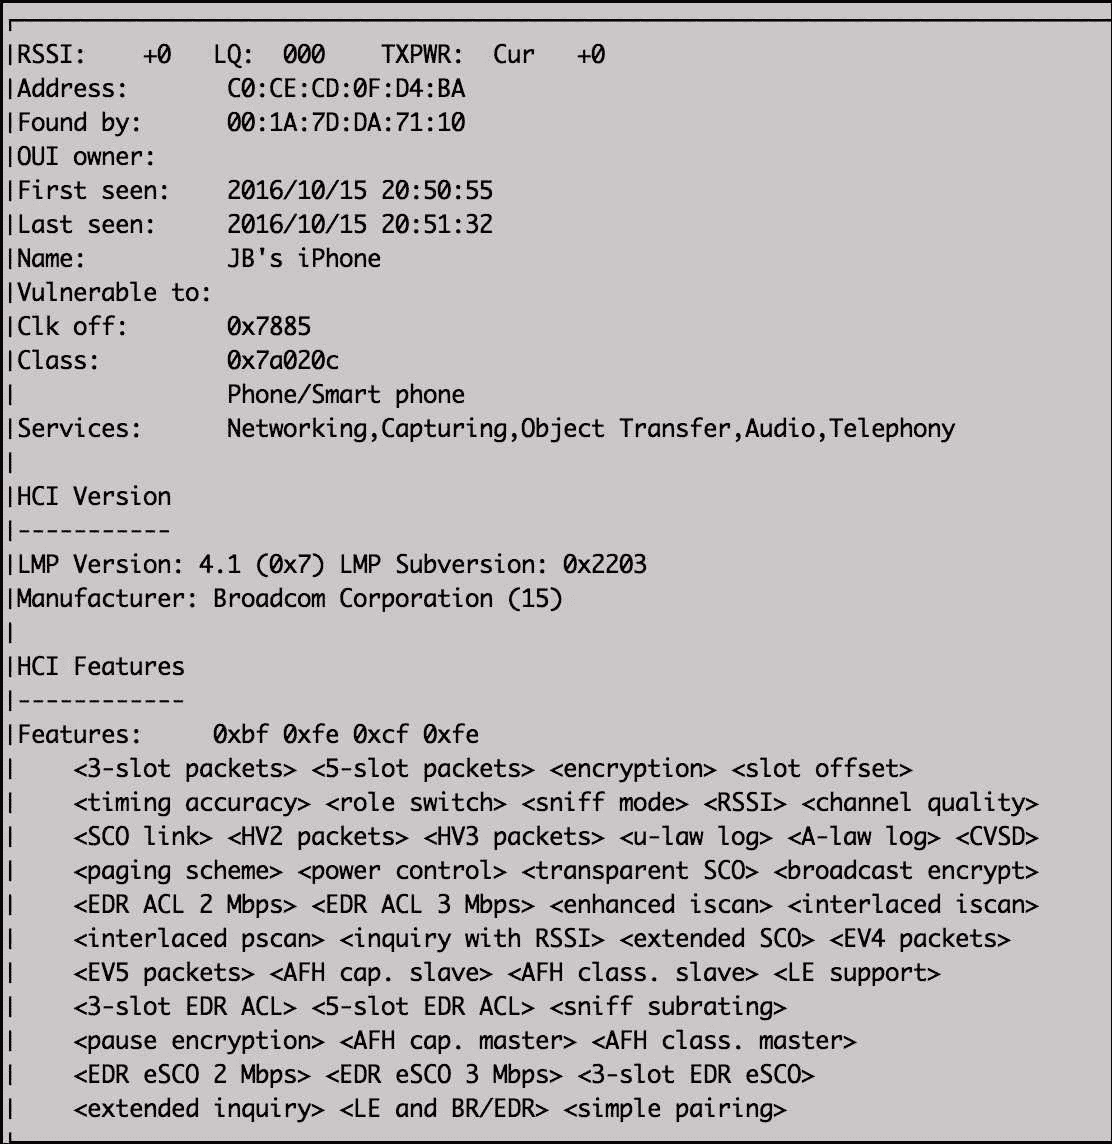 |RSSI: +0 LQ: 000 TXPWR: Cur +0
|Address: C0:CE:CD:0F:D4:BA
|Found by: 00:1A:7D:DA:71:10
|OUI owner:
|First seen: 2016/10/15 20:50:55
|Last seen: 2016/10/15 20:51:32
|Name: JB's iPhone
|Vulnerable to:
|Clk off: 0x7885
|Class: 0x7a020c
| Phone/Smart phone
|Services: Networking,Capturing,Object Transfer,Audio,Telephony
|
|HCI Version
|-----------
|LMP Version: 4.1 (0x7) LMP Subversion: 0x2203
|Manufacturer: Broadcom Corporation (15)
|
|HCI Features
|------------
|Features: 0xbf 0xfe 0xcf 0xfe
| <3-slot packets> <5-slot packets> <encryption> <slot offset>
| <timing accuracy> <role switch> <sniff mode> <RSSI> <channel quality>
| <SCO link> <HV2 packets> <HV3 packets> <u-law log> <A-law log> <CVSD>
| <paging scheme> <power control> <transparent SCO> <broadcast encrypt>
| <EDR ACL 2 Mbps> <EDR ACL 3 Mbps> <enhanced iscan> <interlaced iscan>
| <interlaced pscan> <inquiry with RSSI> <extended SCO> <EV4 packets>
| <EV5 packets> <AFH cap. slave> <AFH class. slave> <LE support>
| <3-slot EDR ACL> <5-slot EDR ACL> <sniff subrating>
| <pause encryption> <AFH cap. master> <AFH class. master>
| <EDR eSCO 2 Mbps> <EDR eSCO 3 Mbps> <3-slot EDR eSCO>
| <extended inquiry> <LE and BR/EDR> <simple pairing>